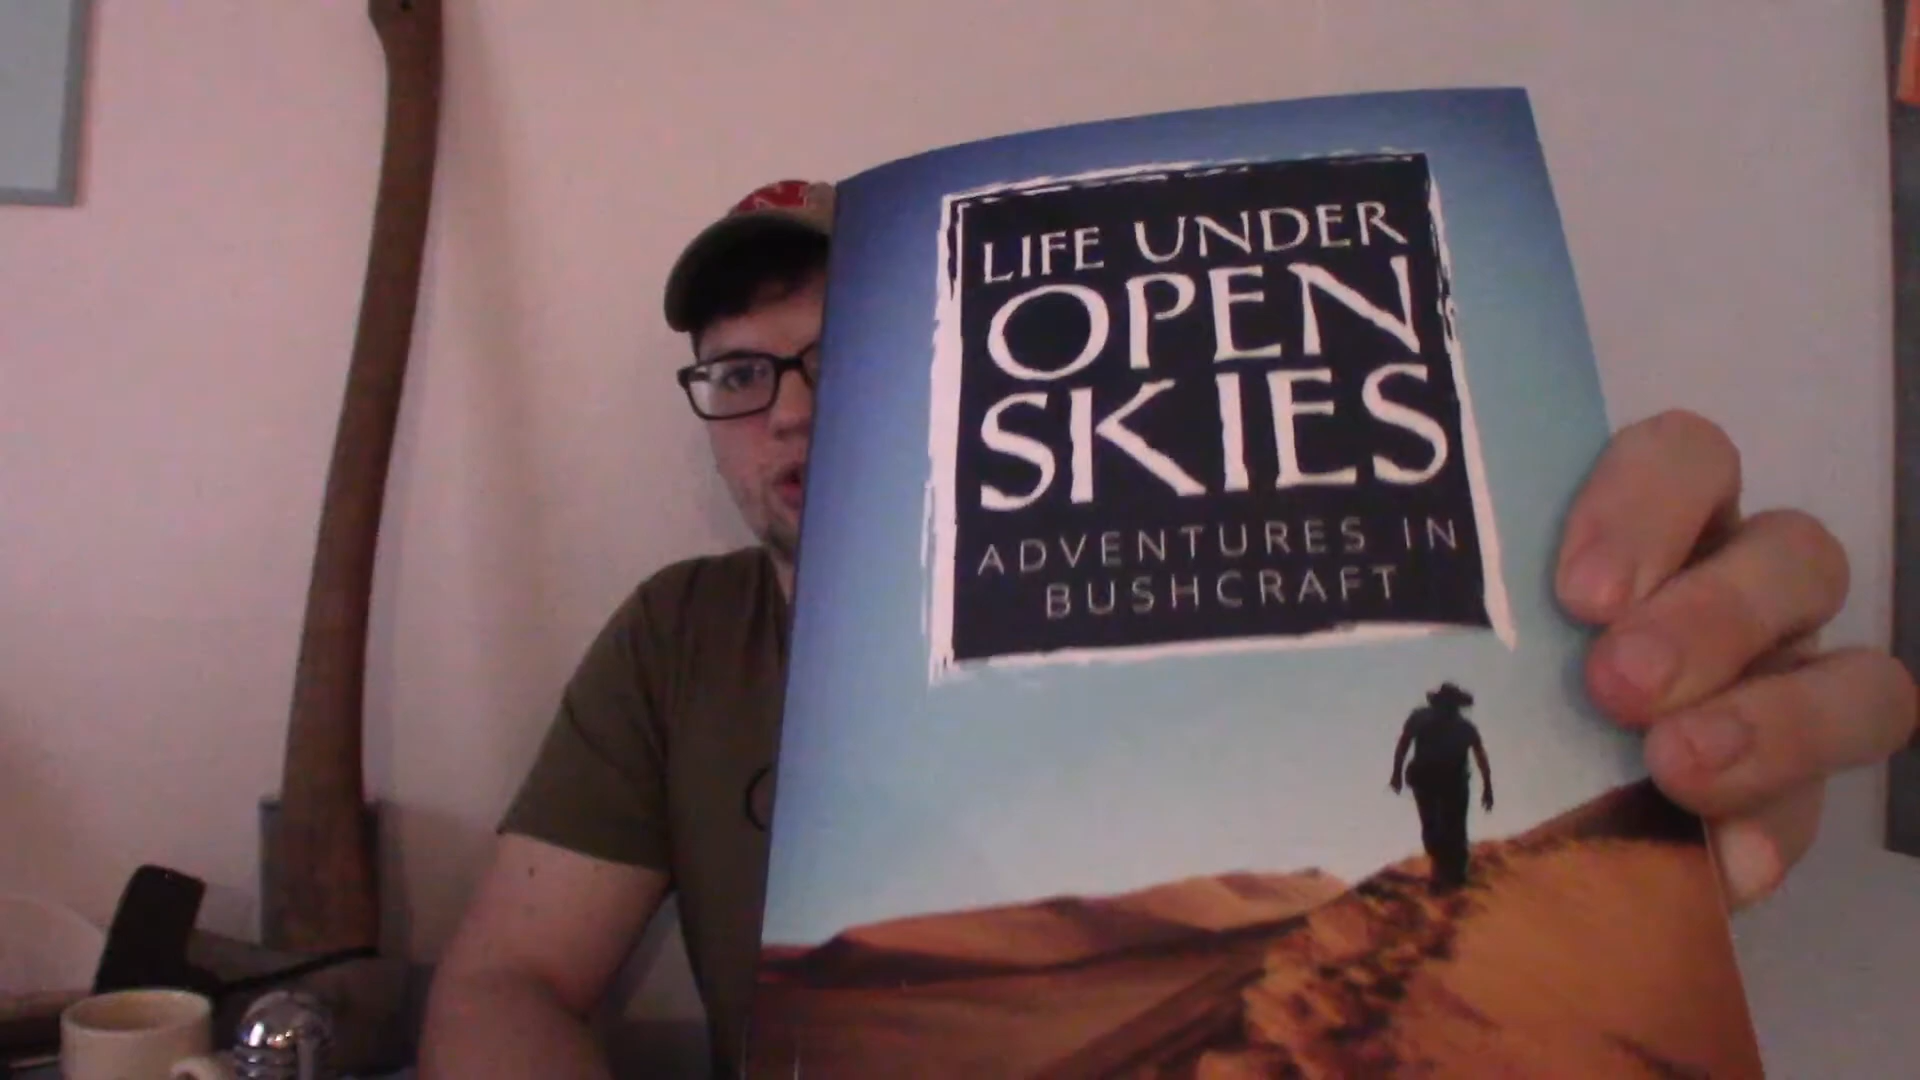 N
LIFE UNDER
OPEN
SKIES
ADVENTURES IN
BUSHCRAFT